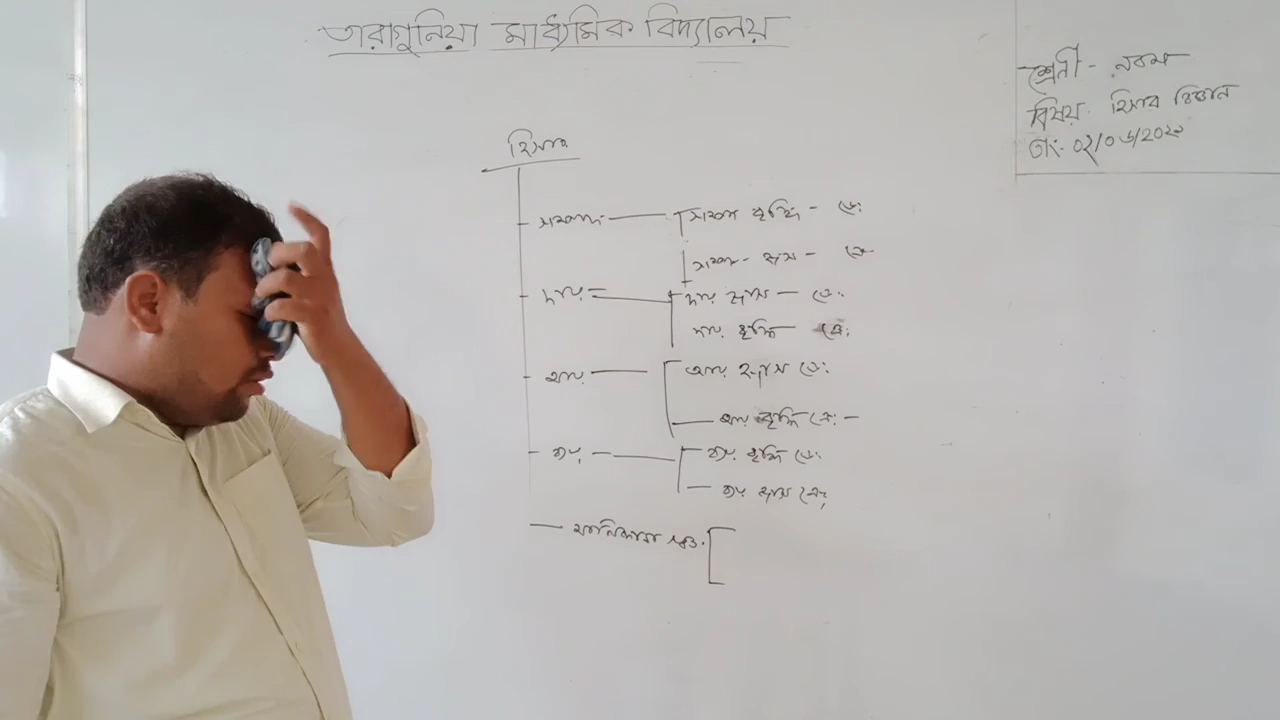 তারাগুনিয়া মাধ্যমিক বিদ্যালয়
শ্রেণী - নবম
বিষয়: হিসাব বিজ্ঞান
তাং- ০২/০৬/২০২২
হিসাব
সম্পদ
সম্পদ বৃদ্ধি - ডে:
সম্পদ - হ্রাস - ক্রে
দায়
দায় হ্রাস - ডে:
দায় বৃদ্ধি ক্রে:
আয়
আয় হ্রাস ডে:
আয় বৃদ্ধি ক্রে: -
ব্যয়
ব্যয় বৃদ্ধি ডে:
ব্যয় হ্রাস ক্রে:
মালিকানা স্বত্ব